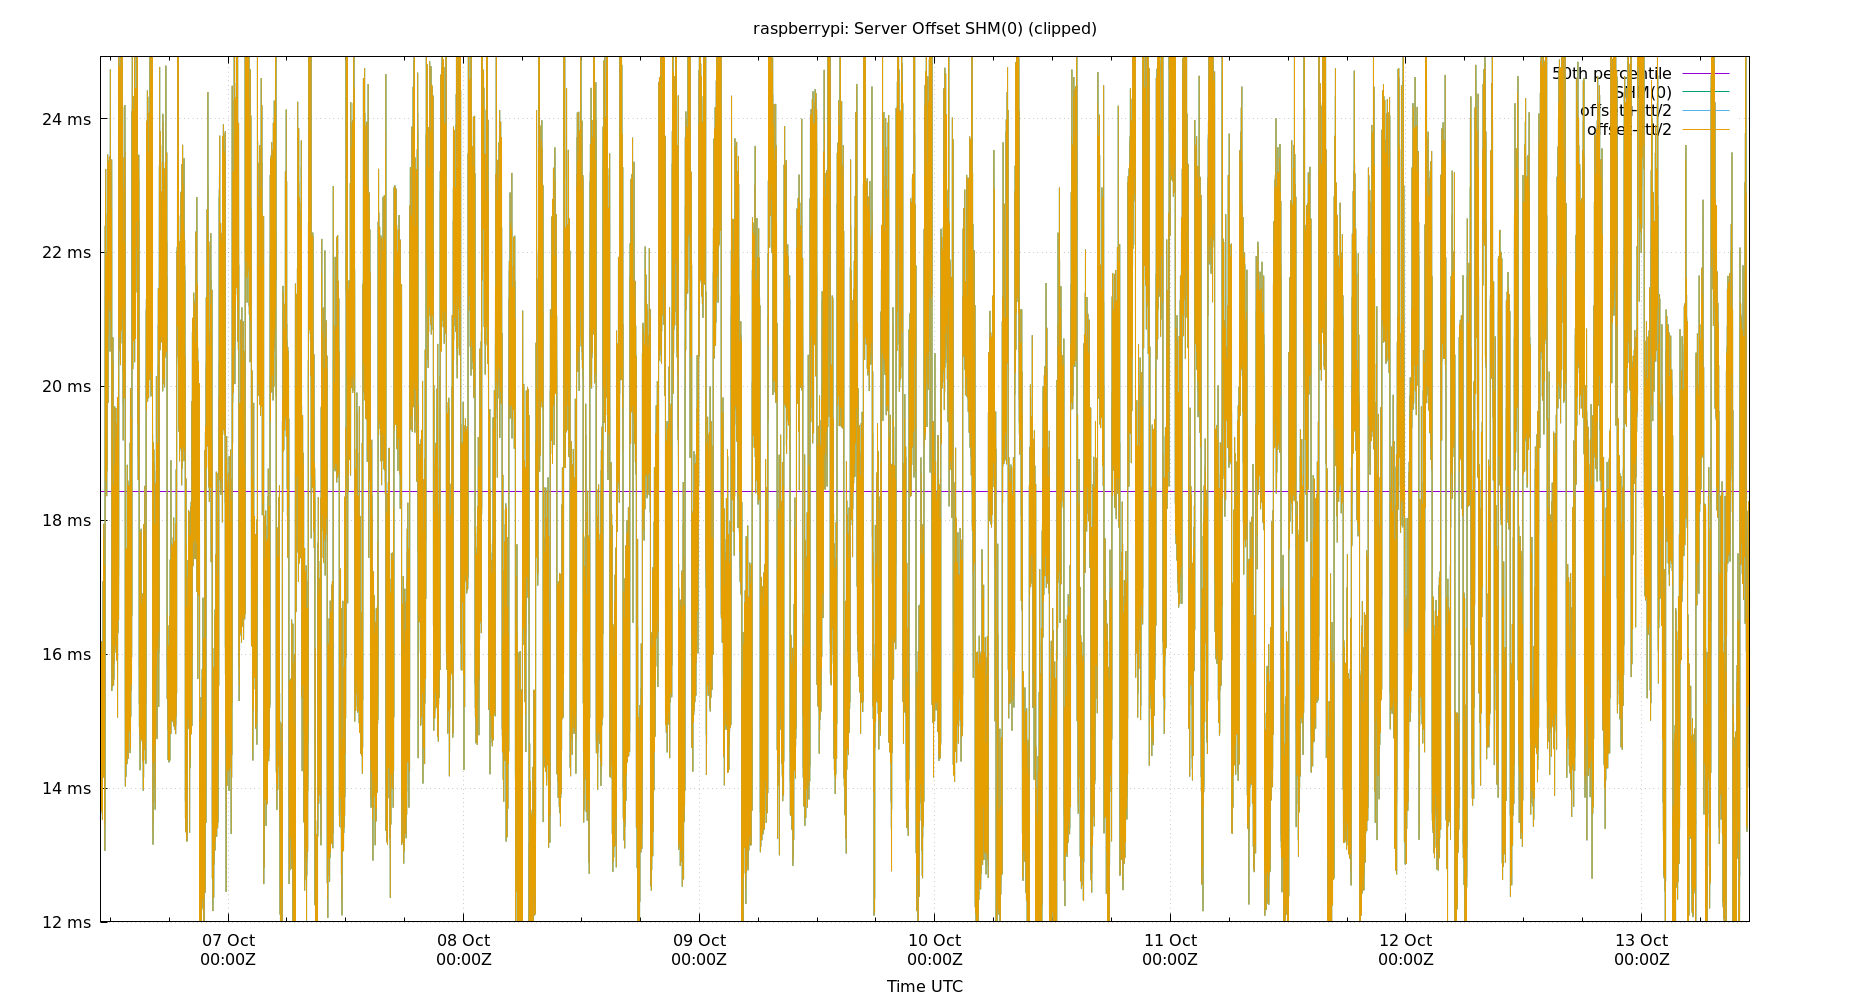 raspberrypi: Server Offset SHM(0) (clipped)
50th percentile
SHM(0)
offset+rtt/2
offset-rtt/2
24 ms
22 ms
20 ms
18 ms
16 ms
14 ms
12 ms
07 Oct
00:00Z
08 Oct
00:00Z
09 Oct
00:00Z
10 Oct
00:00Z
11 Oct
00:00Z
12 Oct
00:00Z
13 Oct
00:00Z
Time UTC